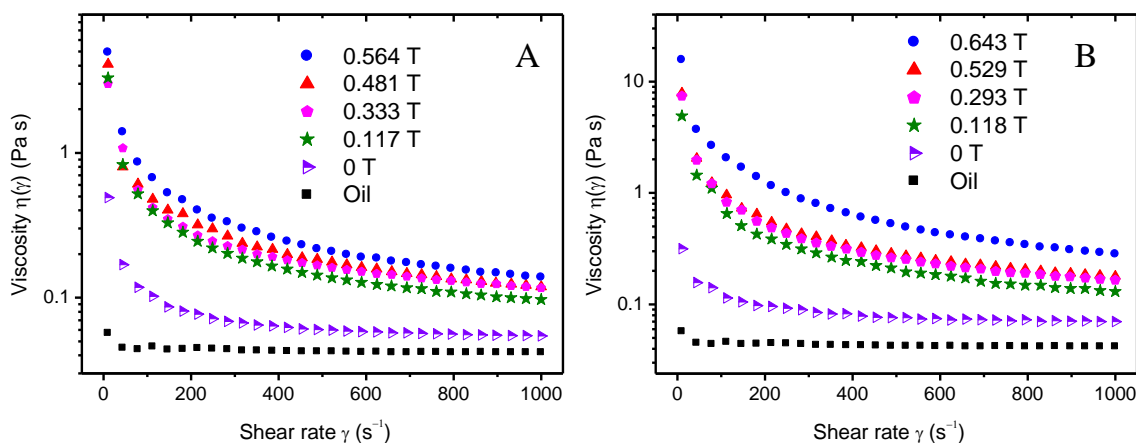 A
0.564 T
0.481 T
0.333 T
0.117 T
0 T
Oil
1
0.1
Viscosity η(γ) (Pa s)
0 200 400 600 800 1000
Shear rate γ (s⁻¹)
B
0.643 T
0.529 T
0.293 T
0.118 T
0 T
Oil
10
1
0.1
Viscosity η(γ) (Pa s)
0 200 400 600 800 1000
Shear rate γ (s⁻¹)